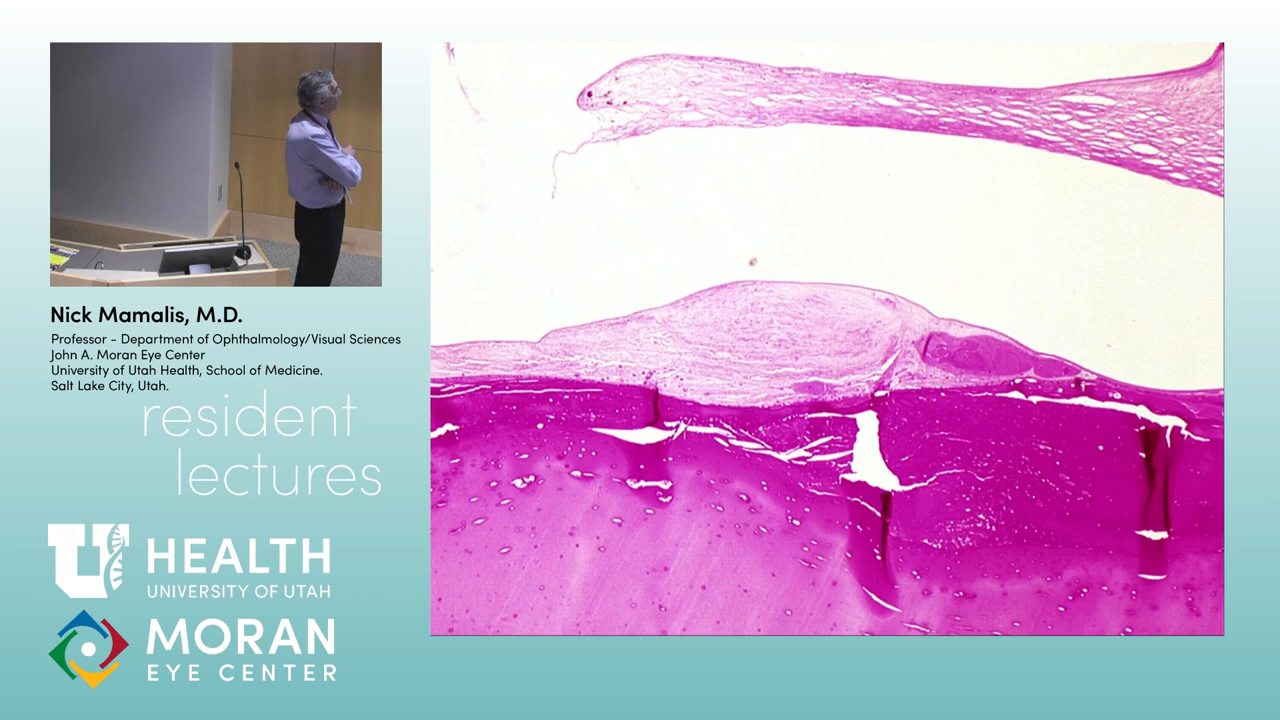 Nick Mamalis, M.D.
Professor - Department of Ophthalmology/Visual Sciences
John A. Moran Eye Center
University of Utah Health, School of Medicine.
Salt Lake City, Utah.
resident
lectures
U
HEALTH
UNIVERSITY OF UTAH
MORAN
EYE CENTER